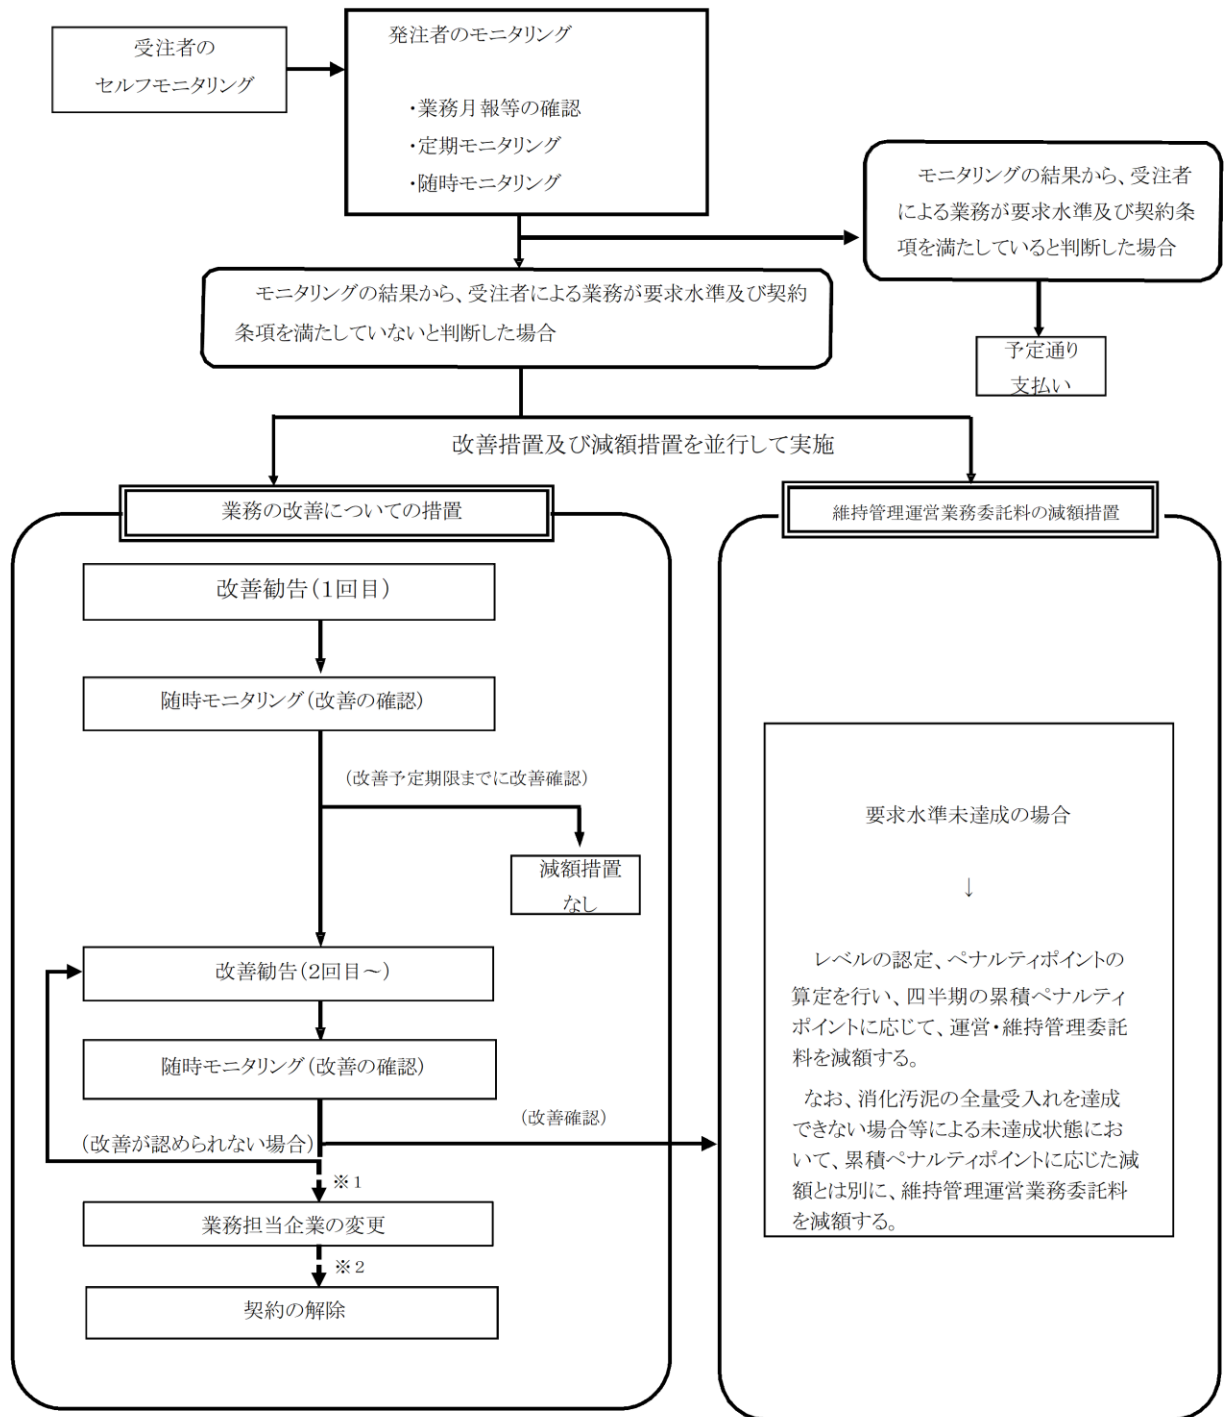 受注者の
セルフモニタリング
発注者のモニタリング
・業務月報等の確認
・定期モニタリング
・随時モニタリング
モニタリングの結果から、受注者
による業務が要求水準及び契約条
項を満たしていると判断した場合
モニタリングの結果から、受注者による業務が要求水準及び契約
条項を満たしていないと判断した場合
予定通り
支払い
改善措置及び減額措置を並行して実施
業務の改善についての措置
改善勧告(1回目)
随時モニタリング(改善の確認)
(改善予定期限までに改善確認)
減額措置
なし
改善勧告(2回目~)
随時モニタリング(改善の確認)
(改善確認)
(改善が認められない場合)
※1
業務担当企業の変更
※2
契約の解除
維持管理運営業務委託料の減額措置
要求水準未達成の場合
↓
レベルの認定、ペナルティポイントの
算定を行い、四半期の累積ペナルティ
ポイントに応じて、運営・維持管理委託
料を減額する。
なお、消化汚泥の全量受入れを達成
できない場合等による未達成状態にお
いて、累積ペナルティポイントに応じた減
額とは別に、維持管理運営業務委託料
を減額する。